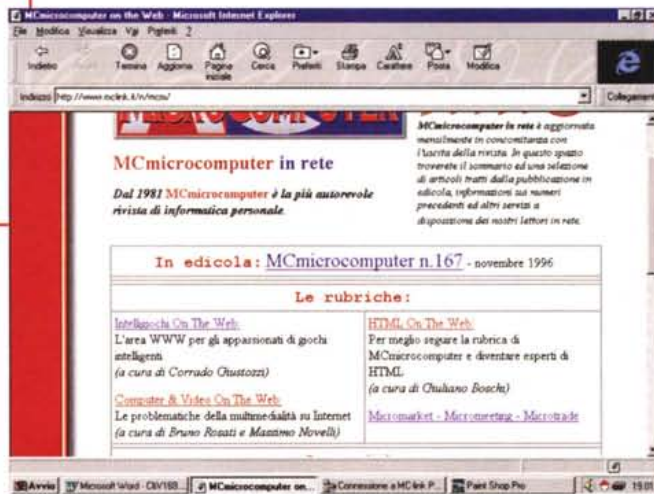 MCmicrocomputer on the Web - Microsoft Internet Explorer
File Modifica Visualizza Vai Preferiti ?
Indietro Termina Aggiorna Pagina iniziale Cerca Preferiti Stampa Carattere Posta Modifica
Indirizzo http://www.mclink.it/n/mcm/ Collegamenti
MICROCOMPUTER
MCmicrocomputer in rete
Dal 1981 MCmicrocomputer è la più autorevole
rivista di informatica personale.
MCmicrocomputer in rete è aggiornata
mensilmente in concomitanza con
l'uscita della rivista. In questo spazio
troverete il sommario ed una selezione
di articoli tratti dalla pubblicazione in
edicola, informazioni sui numeri
precedenti ed altri servizi a
disposizione dei nostri lettori in rete.
In edicola: MCmicrocomputer n.167 - novembre 1996
Le rubriche:
Intelligiochi On The Web:
L'area WWW per gli appassionati di giochi
intelligenti
(a cura di Corrado Giustozzi)
Computer & Video On The Web:
Le problematiche della multimedialità su Internet
(a cura di Bruno Rosati e Massimo Novelli)
HTML On The Web:
Per meglio seguire la rubrica di
MCmicrocomputer e diventare esperti di
HTML
(a cura di Giuliano Boschi)
Micromarket - Micromeeting - Microtrade
Avvio Microsoft Word - C&V168... MCmicrocomputer on... Connessione a MC-link P... Paint Shop Pro 19.01